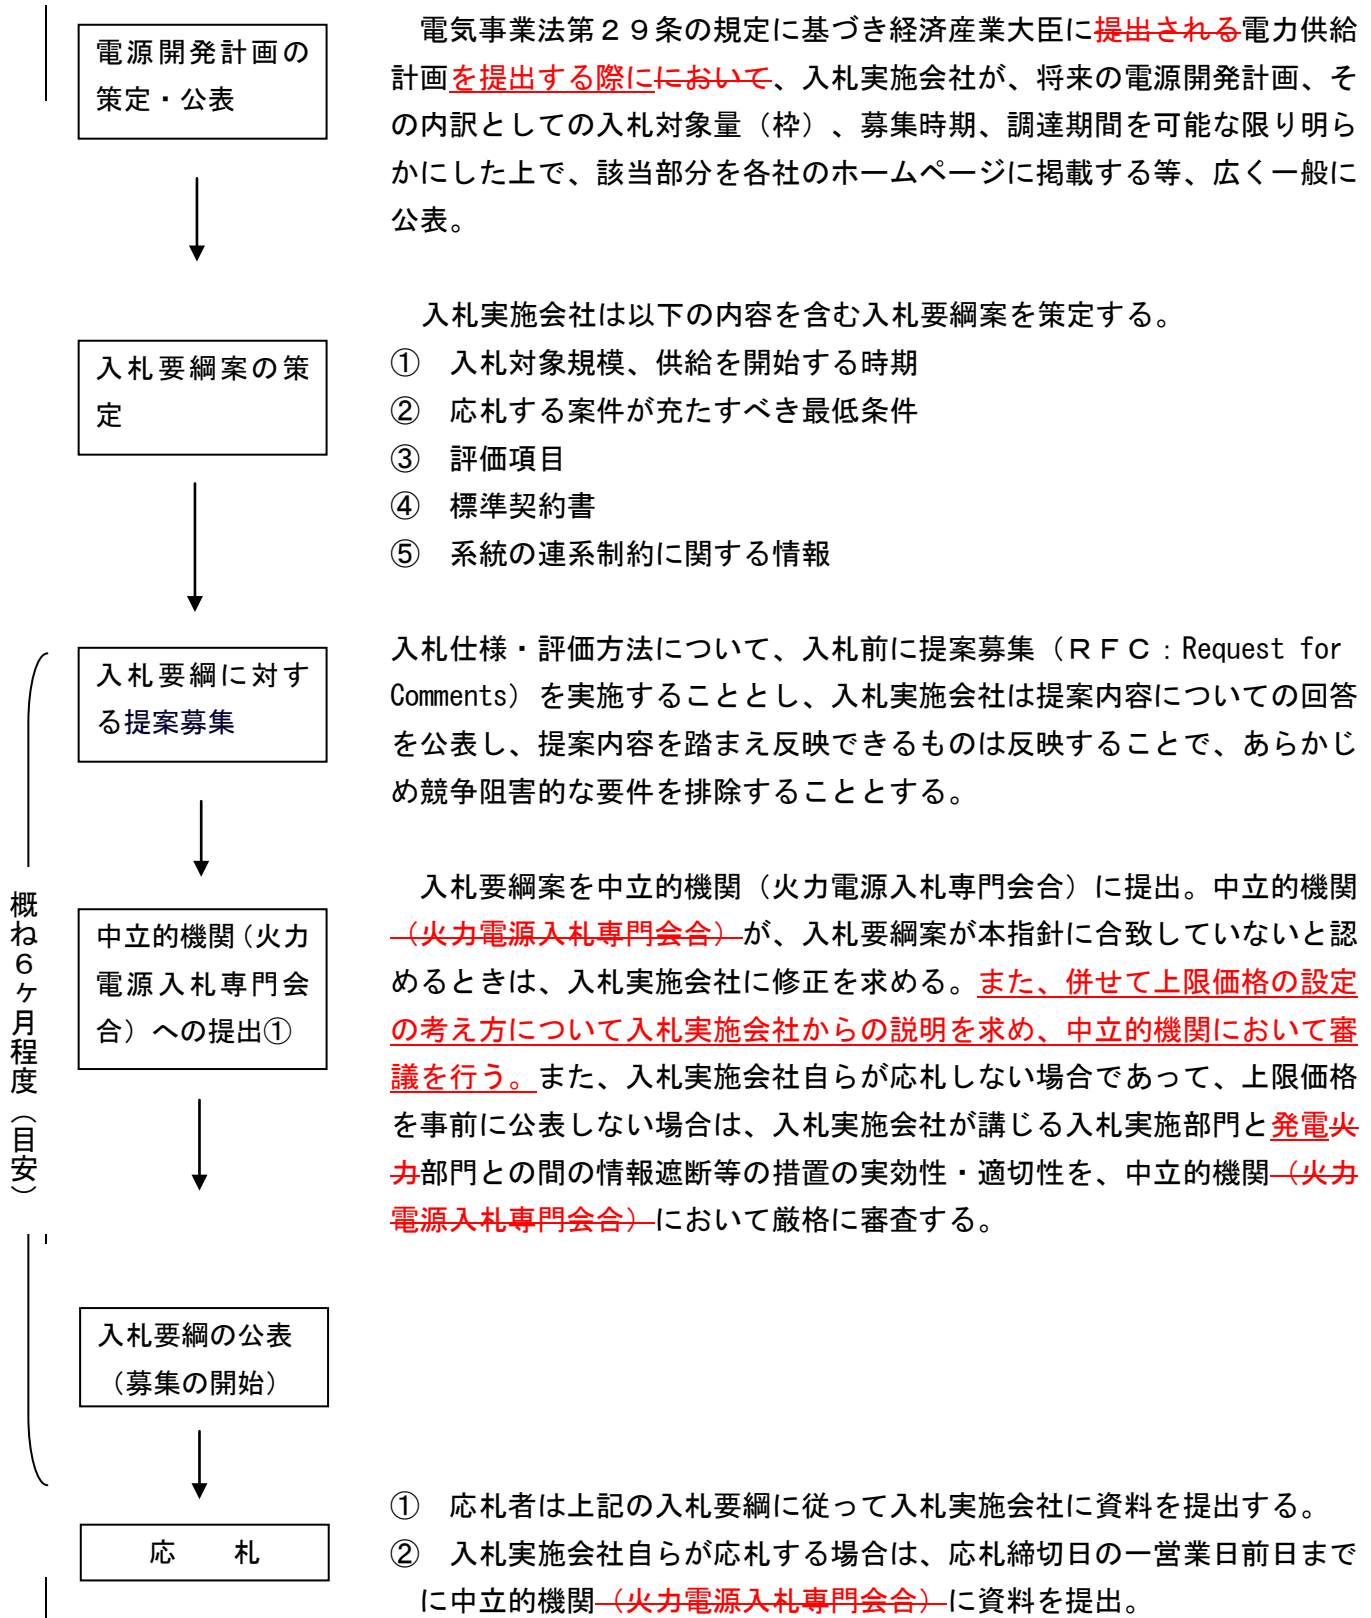 電源開発計画の
策定・公表
電気事業法第２９条の規定に基づき経済産業大臣に提出される電力供給
計画を提出する際ににおいて、入札実施会社が、将来の電源開発計画、そ
の内訳としての入札対象量（枠）、募集時期、調達期間を可能な限り明ら
かにした上で、該当部分を各社のホームページに掲載する等、広く一般に
公表。
入札要綱案の策
定
入札実施会社は以下の内容を含む入札要綱案を策定する。
①　入札対象規模、供給を開始する時期
②　応札する案件が充たすべき最低条件
③　評価項目
④　標準契約書
⑤　系統の連系制約に関する情報
概ね６ヶ月程度（目安）
入札要綱に対す
る提案募集
入札仕様・評価方法について、入札前に提案募集（ＲＦＣ：Request for
Comments）を実施することとし、入札実施会社は提案内容についての回答
を公表し、提案内容を踏まえ反映できるものは反映することで、あらかじ
め競争阻害的な要件を排除することとする。
中立的機関（火力
電源入札専門会
合）への提出①
入札要綱案を中立的機関（火力電源入札専門会合）に提出。中立的機関
（火力電源入札専門会合）が、入札要綱案が本指針に合致していないと認
めるときは、入札実施会社に修正を求める。また、併せて上限価格の設定
の考え方について入札実施会社からの説明を求め、中立的機関において審
議を行う。また、入札実施会社自らが応札しない場合であって、上限価格
を事前に公表しない場合は、入札実施会社が講じる入札実施部門と発電火
力部門との間の情報遮断等の措置の実効性・適切性を、中立的機関（火力
電源入札専門会合）において厳格に審査する。
入札要綱の公表
（募集の開始）
応　　札
①　応札者は上記の入札要綱に従って入札実施会社に資料を提出する。
②　入札実施会社自らが応札する場合は、応札締切日の一営業日前日まで
に中立的機関（火力電源入札専門会合）に資料を提出。